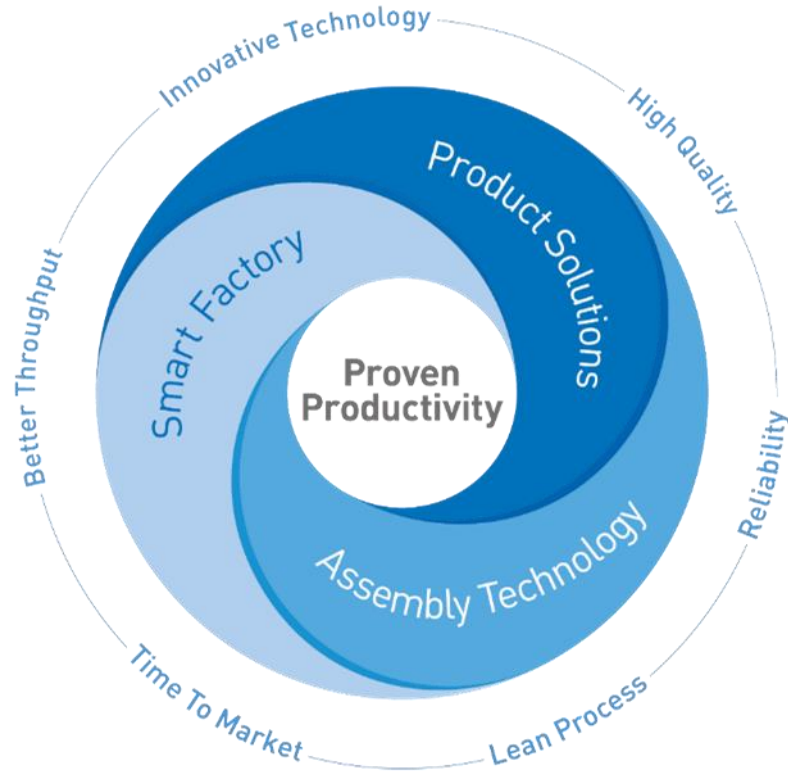 Innovative Technology
High Quality
Reliability
Lean Process
Time To Market
Better Throughput
Product Solutions
Assembly Technology
Smart Factory
Proven
Productivity